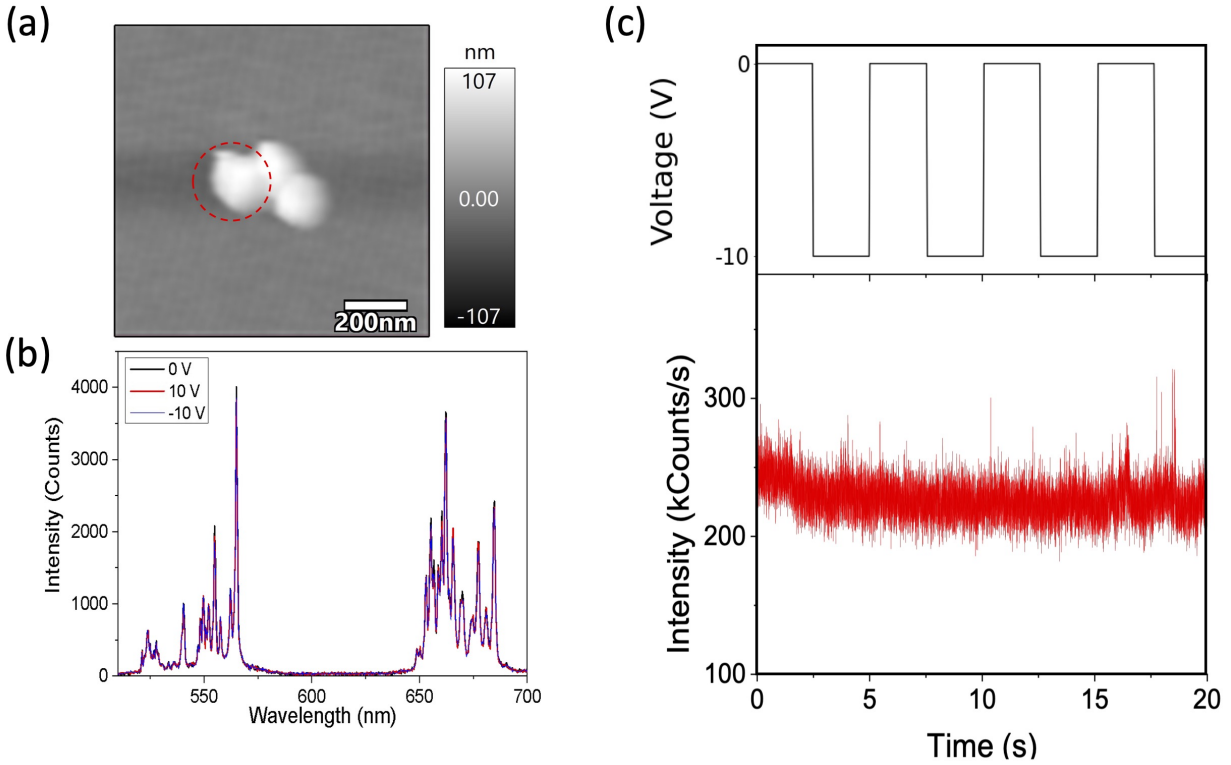 (a)
nm
107
0.00
-107
200nm
(b)
0 V
10 V
-10 V
4000
3000
2000
1000
0
550
600
650
700
Intensity (Counts)
Wavelength (nm)
(c)
0
-10
Voltage (V)
300
200
100
Intensity (kCounts/s)
0
5
10
15
20
Time (s)